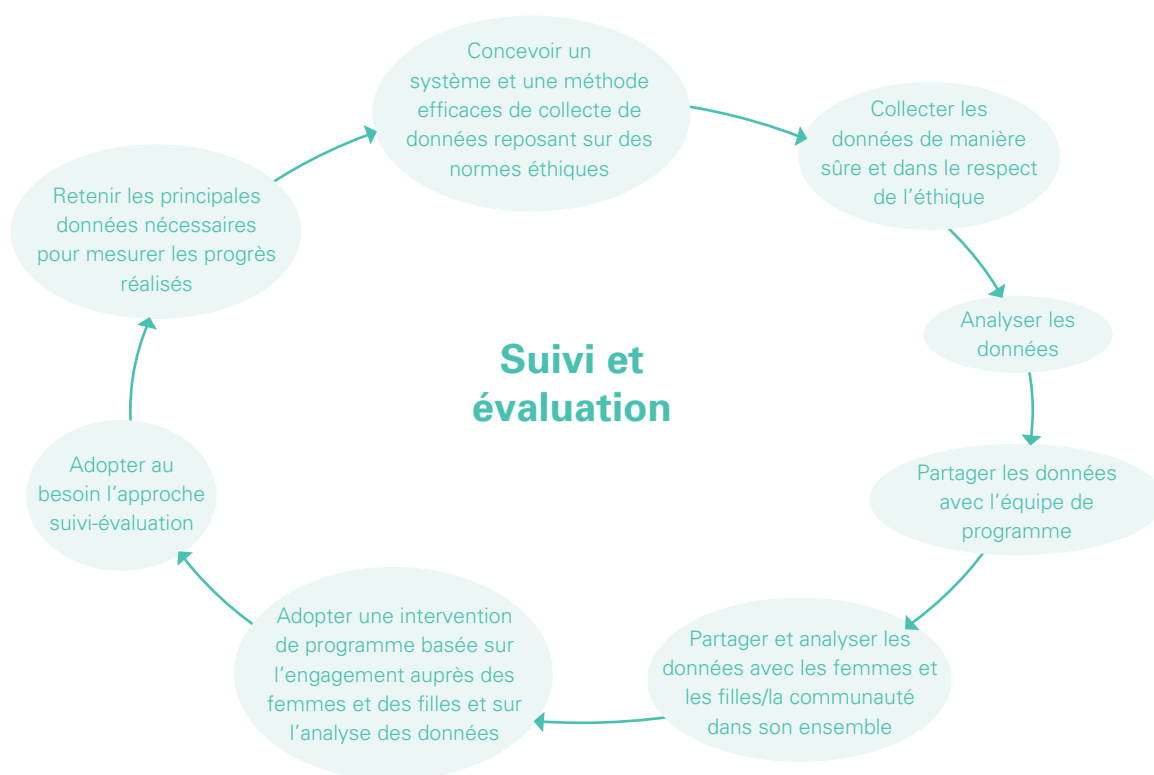 Concevoir un
système et une méthode
efficaces de collecte de
données reposant sur des
normes éthiques
Collecter les
données de manière
sûre et dans le respect
de l’éthique
Analyser les
données
Partager les données
avec l’équipe de
programme
Partager et analyser les
données avec les femmes et
les filles/la communauté
dans son ensemble
Adopter une intervention
de programme basée sur
l’engagement auprès des
femmes et des filles et sur
l’analyse des données
Adopter au
besoin l’approche
suivi-évaluation
Retenir les principales
données nécessaires
pour mesurer les progrès
réalisés
Suivi et
évaluation